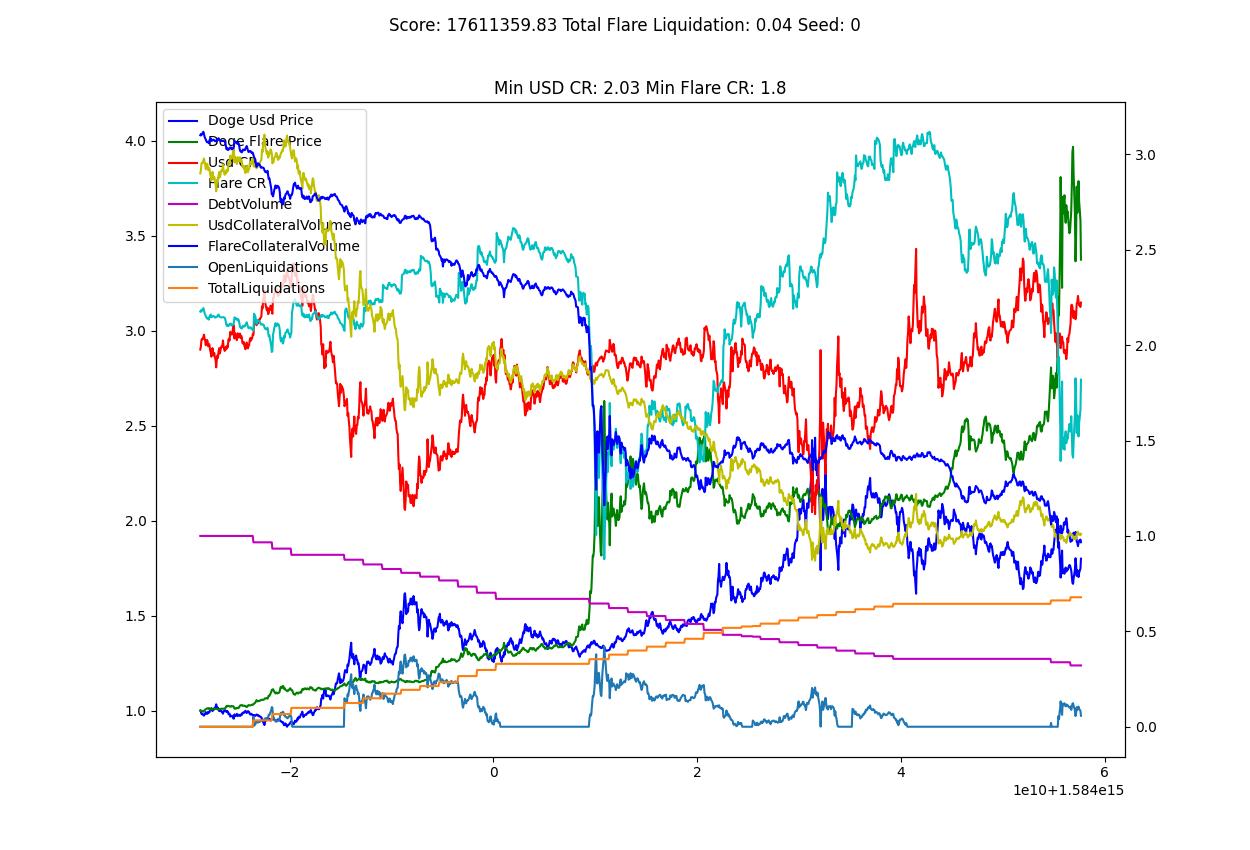 Score: 17611359.83 Total Flare Liquidation: 0.04 Seed: 0
Min USD CR: 2.03 Min Flare CR: 1.8
Doge Usd Price
Doge Flare Price
Usd CR
Flare CR
DebtVolume
UsdCollateralVolume
FlareCollateralVolume
OpenLiquidations
TotalLiquidations
4.0
3.5
3.0
2.5
2.0
1.5
1.0
3.0
2.5
2.0
1.5
1.0
0.5
0.0
−2
0
2
4
6
1e10+1.584e15